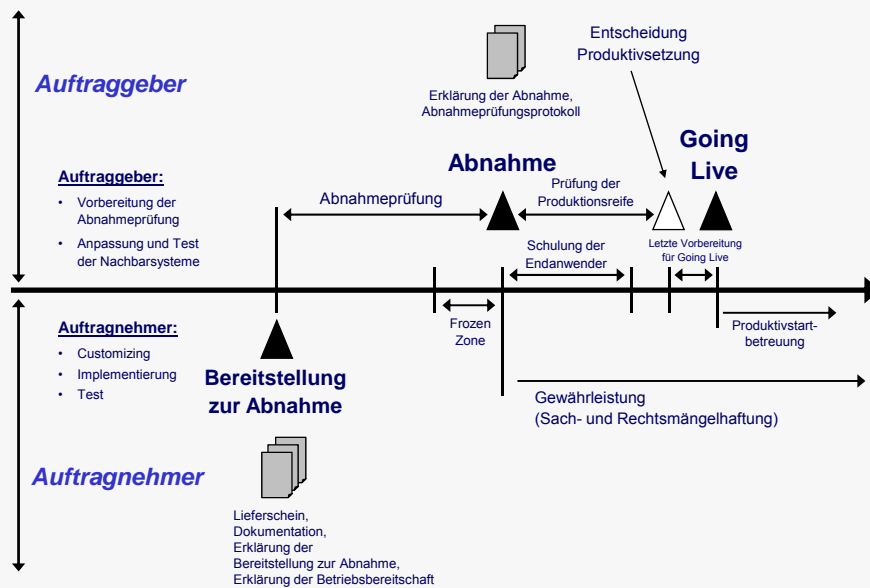 Auftraggeber
Erklärung der Abnahme,
Abnahmeprüfungsprotokoll
Entscheidung
Produktivsetzung
Auftraggeber:
• Vorbereitung der
Abnahmeprüfung
• Anpassung und Test
der Nachbarsysteme
Abnahmeprüfung
Abnahme
Prüfung der
Produktionsreife
Going
Live
Schulung der
Endanwender
Letzte Vorbereitung
für Going Live
Auftragnehmer:
• Customizing
• Implementierung
• Test
Bereitstellung
zur Abnahme
Frozen
Zone
Produktivstart-
betreuung
Gewährleistung
(Sach- und Rechtsmängelhaftung)
Auftragnehmer
Lieferschein,
Dokumentation,
Erklärung der
Bereitstellung zur Abnahme,
Erklärung der Betriebsbereitschaft